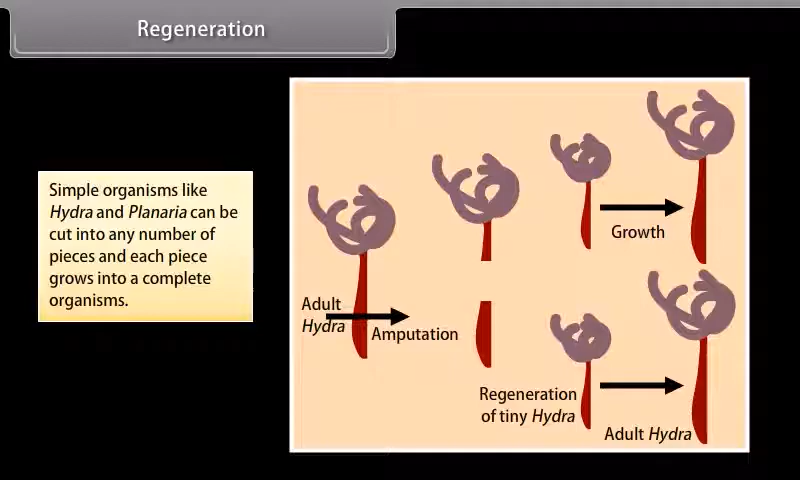 Regeneration
Simple organisms like
Hydra and Planaria can be
cut into any number of
pieces and each piece
grows into a complete
organisms.
Adult
Hydra
Amputation
Growth
Regeneration
of tiny Hydra
Adult Hydra